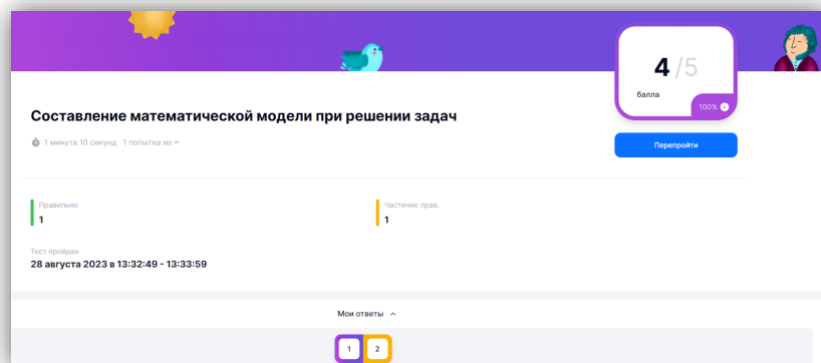 4 /5
балла
100%
Составление математической модели при решении задач
1 минута 10 секунд 1 попытка из ∞
Перепройти
Правильно
1
Частично прав.
1
Тест пройден
28 августа 2023 в 13:32:49 - 13:33:59
Мои ответы
1 2